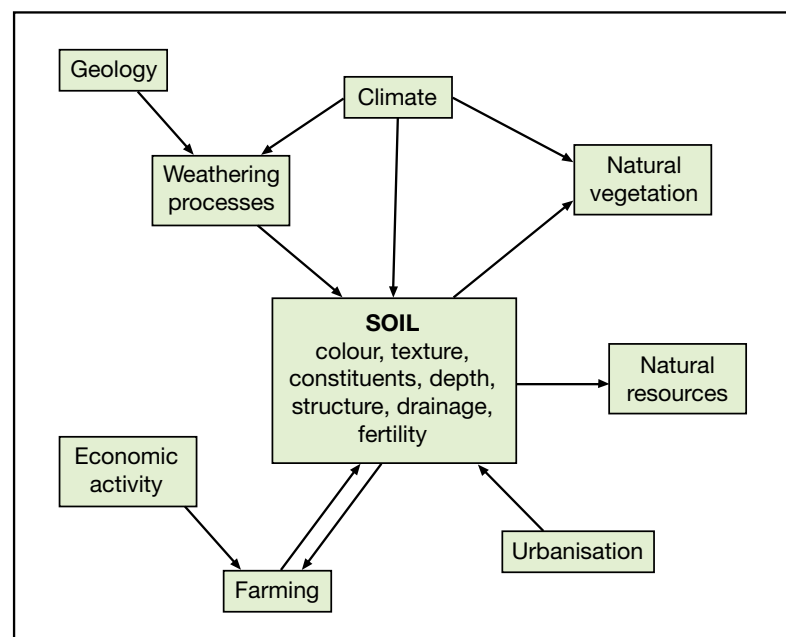 Geology
Climate
Weathering
processes
Natural
vegetation
SOIL
colour, texture,
constituents, depth,
structure, drainage,
fertility
Natural
resources
Economic
activity
Urbanisation
Farming